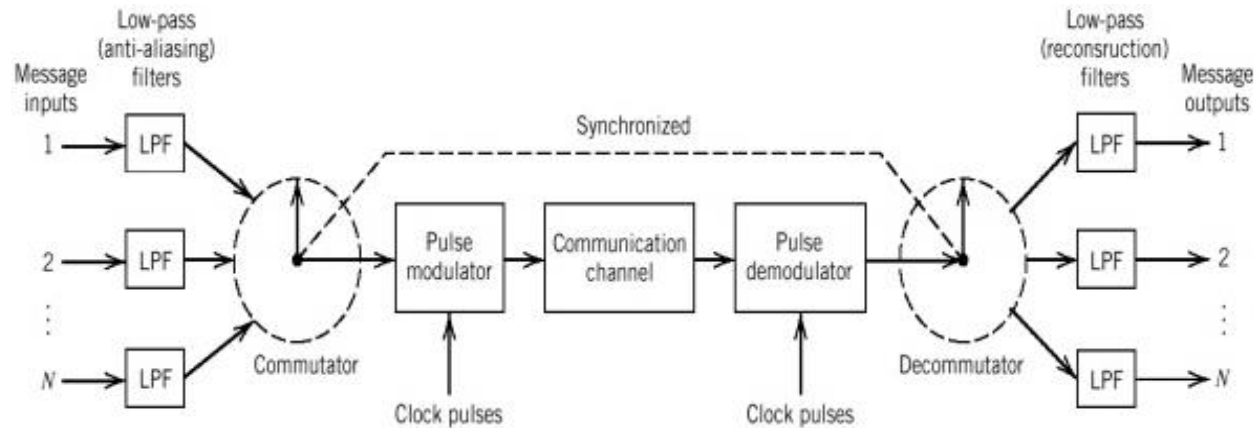 Low-pass
(anti-aliasing)
filters
Message
inputs
1
LPF
2
LPF
⋮
N
LPF
Commutator
Synchronized
Pulse
modulator
Communication
channel
Pulse
demodulator
Clock pulses
Clock pulses
Decommutator
Low-pass
(reconsruction)
filters
Message
outputs
LPF
1
LPF
2
⋮
LPF
N